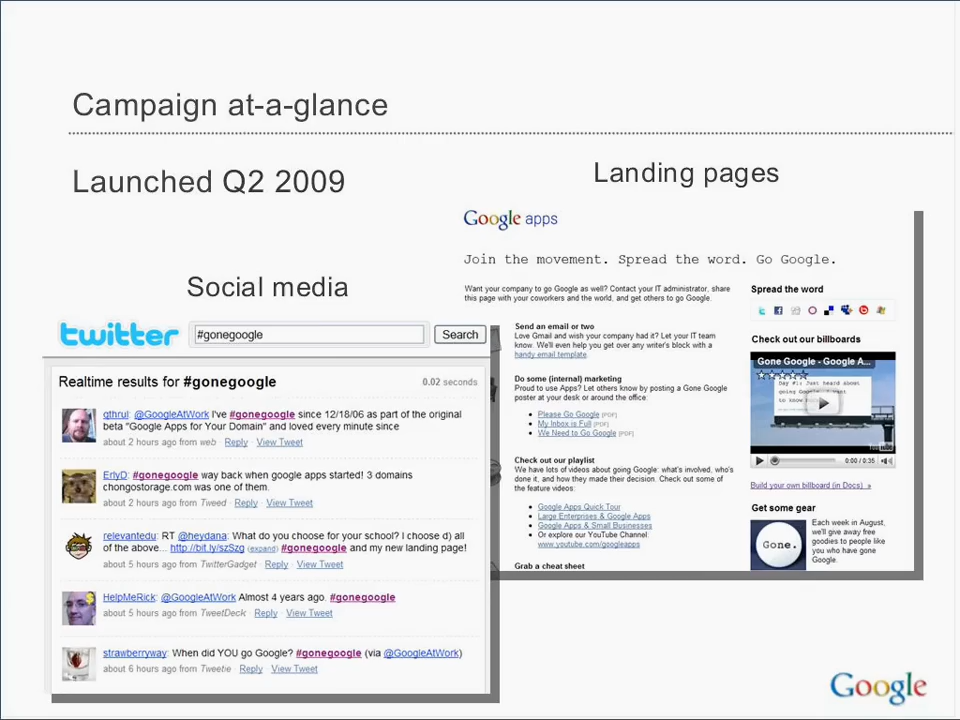 Campaign at-a-glance
Launched Q2 2009
Social media
twitter
#gonegoogle
Search
Realtime results for #gonegoogle
0.02 seconds
qthrul: @GoogleAtWork I've #gonegoogle since 12/18/06 as part of the original
beta "Google Apps for Your Domain" and loved every minute since
about 2 hours ago from web · Reply · View Tweet
ErlyD: #gonegoogle way back when google apps started! 3 domains
chongostorage.com was one of them.
about 2 hours ago from Tweed · Reply · View Tweet
relevantedu: RT @heydana: What do you choose for your school? I choose d) all
of the above... http://bit.ly/szSzg (expand) #gonegoogle and my new landing page!
about 5 hours ago from TwitterGadget · Reply · View Tweet
HelpMeRick: @GoogleAtWork Almost 4 years ago. #gonegoogle
about 5 hours ago from TweetDeck · Reply · View Tweet
strawberryway: When did YOU go Google? #gonegoogle (via @GoogleAtWork)
about 6 hours ago from Tweetie · Reply · View Tweet
Landing pages
Google apps
Join the movement. Spread the word. Go Google.
Want your company to go Google as well? Contact your IT administrator, share
this page with your coworkers and the world, and get others to go Google.
Send an email or two
Love Gmail and wish your company had it? Let your IT team
know. We'll even help you get over any writer's block with a
handy email template.
Do some (internal) marketing
Proud to use Apps? Let others know by posting a Gone Google
poster at your desk or around the office:
Please Go Google [PDF]
My Inbox is Full [PDF]
We Need to Go Google [PDF]
Check out our playlist
We have lots of videos about going Google: what's involved, who's
done it, and how they made their decision. Check out some of
the feature videos:
Google Apps Quick Tour
Large Enterprises & Google Apps
Google Apps & Small Businesses
Or explore our YouTube Channel:
www.youtube.com/googleapps
Grab a cheat sheet
Spread the word
Check out our billboards
Gone Google - Google A...
Day #1: Just heard about
going Google. I want
to know
0:00 / 0:35
Build your own billboard (in Docs) »
Get some gear
Gone.
Each week in August,
we'll give away free
goodies to people like
you who have gone
Google.
Google